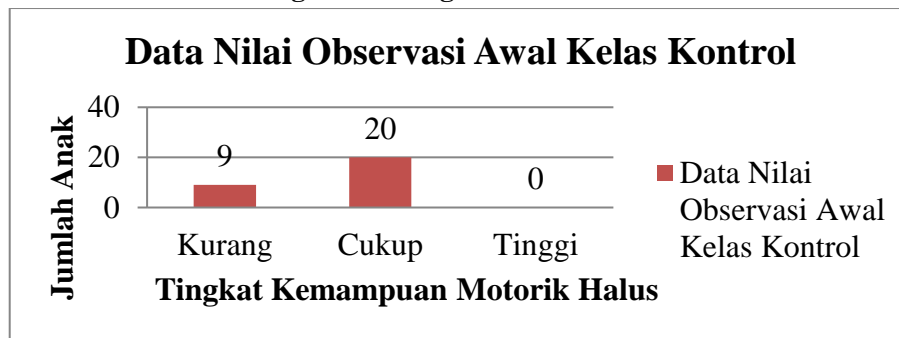 Data Nilai Observasi Awal Kelas Kontrol
Jumlah Anak
40
20
0
9
20
0
Kurang
Cukup
Tinggi
Tingkat Kemampuan Motorik Halus
Data Nilai
Observasi Awal
Kelas Kontrol